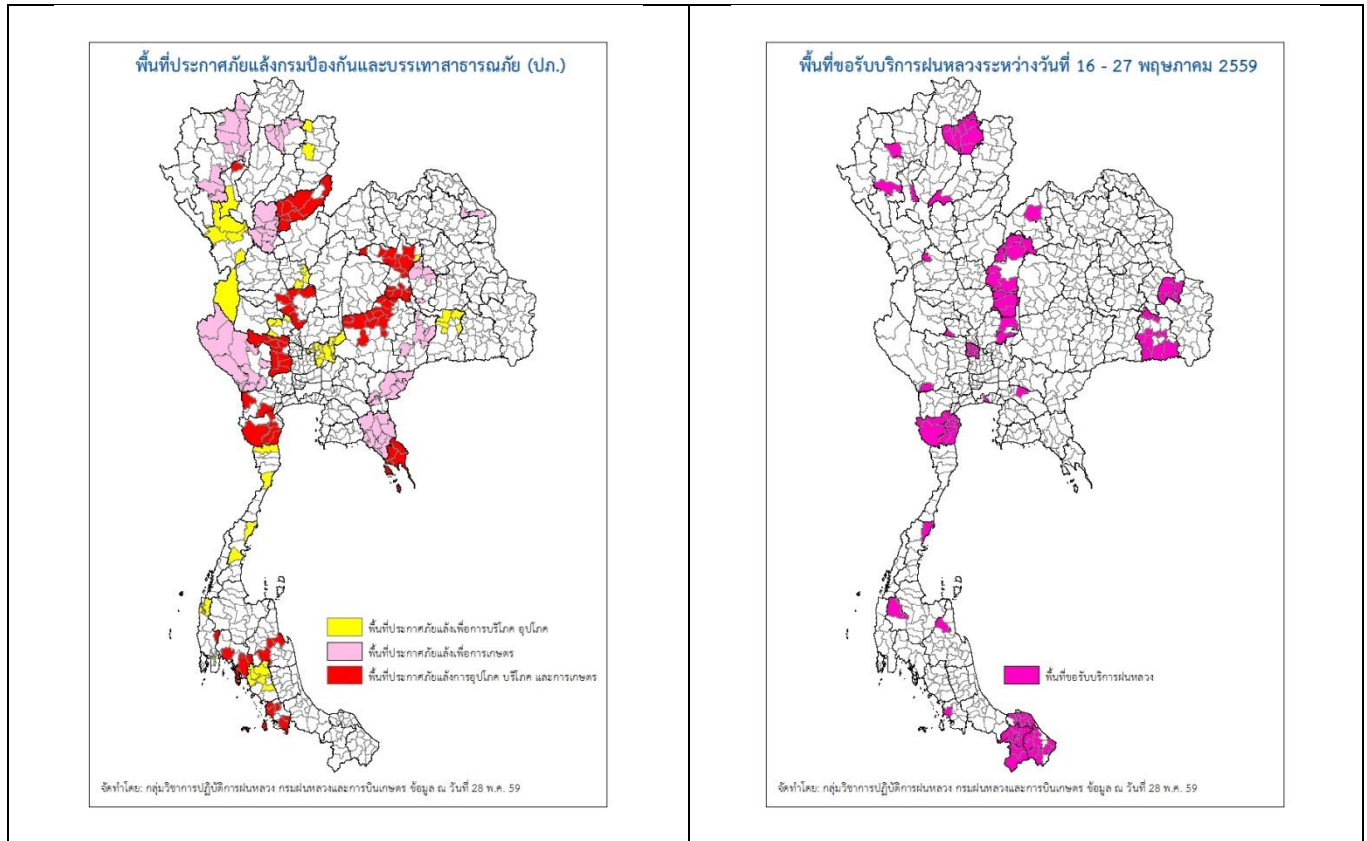 พื้นที่ประกาศภัยแล้งกรมป้องกันและบรรเทาสาธารณภัย (ปภ.)
พื้นที่ประกาศภัยแล้งเพื่อการบริโภค อุปโภค
พื้นที่ประกาศภัยแล้งเพื่อการเกษตร
พื้นที่ประกาศภัยแล้งการอุปโภค บริโภค และการเกษตร
จัดทำโดย: กลุ่มวิชาการปฏิบัติการฝนหลวง กรมฝนหลวงและการบินเกษตร ข้อมูล ณ วันที่ 28 พ.ค. 59
พื้นที่ขอรับบริการฝนหลวงระหว่างวันที่ 16 - 27 พฤษภาคม 2559
พื้นที่ขอรับบริการฝนหลวง
จัดทำโดย: กลุ่มวิชาการปฏิบัติการฝนหลวง กรมฝนหลวงและการบินเกษตร ข้อมูล ณ วันที่ 28 พ.ค. 59